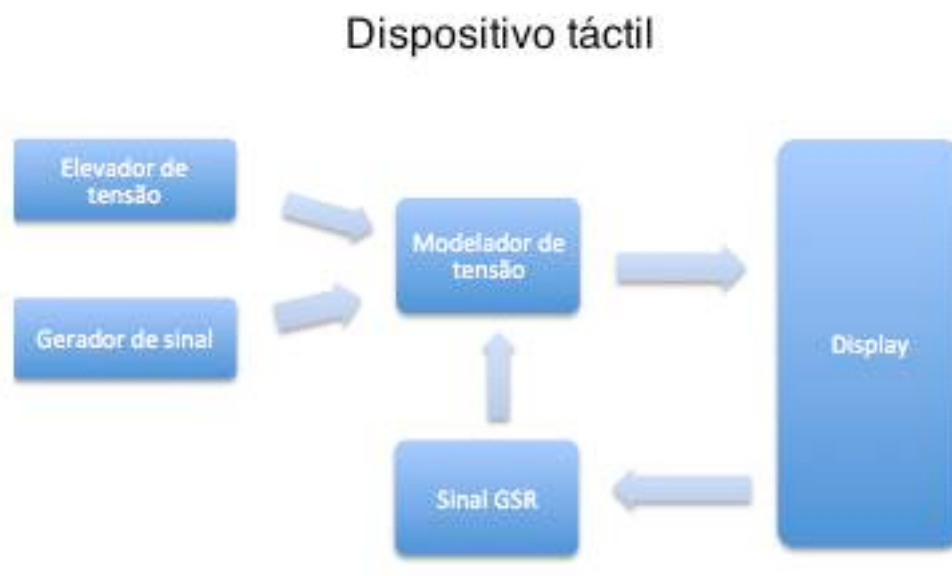 Dispositivo táctil
Elevador de
tensão
Gerador de sinal
Modelador de
tensão
Sinal GSR
Display